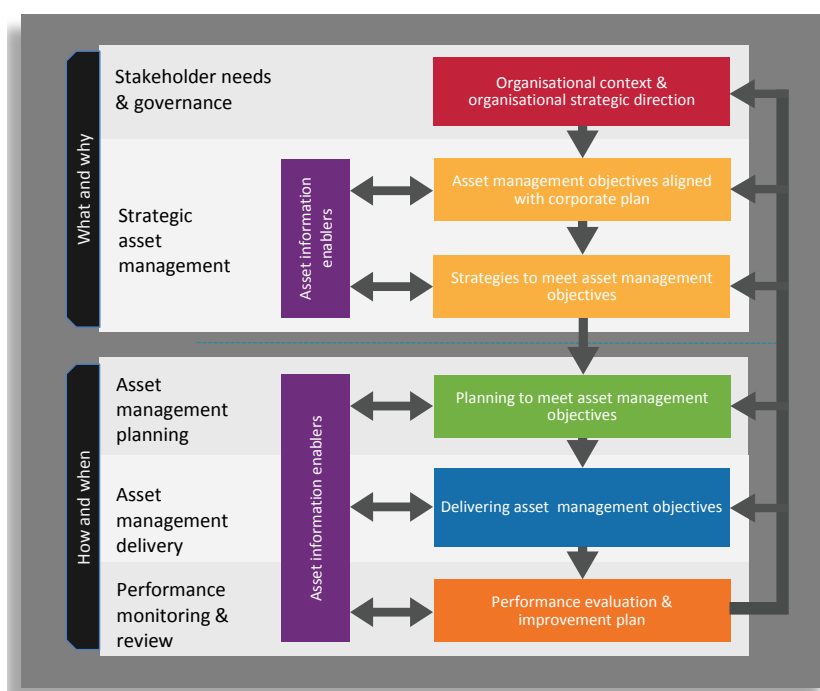 What and why
Stakeholder needs
& governance
Organisational context &
organisational strategic direction
Strategic
asset
management
Asset information
enablers
Asset management objectives aligned
with corporate plan
Strategies to meet asset management
objectives
How and when
Asset
management
planning
Asset information enablers
Planning to meet asset management
objectives
Asset
management
delivery
Delivering asset management objectives
Performance
monitoring &
review
Performance evaluation &
improvement plan